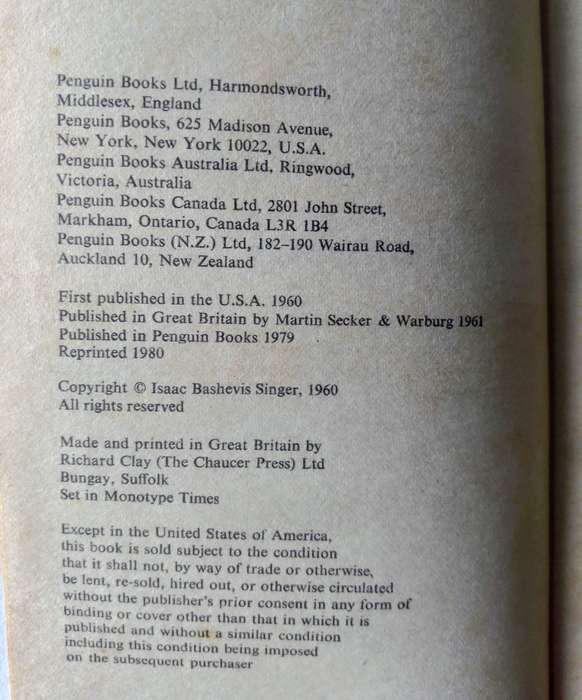 Penguin Books Ltd, Harmondsworth,
Middlesex, England
Penguin Books, 625 Madison Avenue,
New York, New York 10022, U.S.A.
Penguin Books Australia Ltd, Ringwood,
Victoria, Australia
Penguin Books Canada Ltd, 2801 John Street,
Markham, Ontario, Canada L3R 1B4
Penguin Books (N.Z.) Ltd, 182–190 Wairau Road,
Auckland 10, New Zealand
First published in the U.S.A. 1960
Published in Great Britain by Martin Secker & Warburg 1961
Published in Penguin Books 1979
Reprinted 1980
Copyright © Isaac Bashevis Singer, 1960
All rights reserved
Made and printed in Great Britain by
Richard Clay (The Chaucer Press) Ltd
Bungay, Suffolk
Set in Monotype Times
Except in the United States of America,
this book is sold subject to the condition
that it shall not, by way of trade or otherwise,
be lent, re-sold, hired out, or otherwise circulated
without the publisher's prior consent in any form of
binding or cover other than that in which it is
published and without a similar condition
including this condition being imposed
on the subsequent purchaser